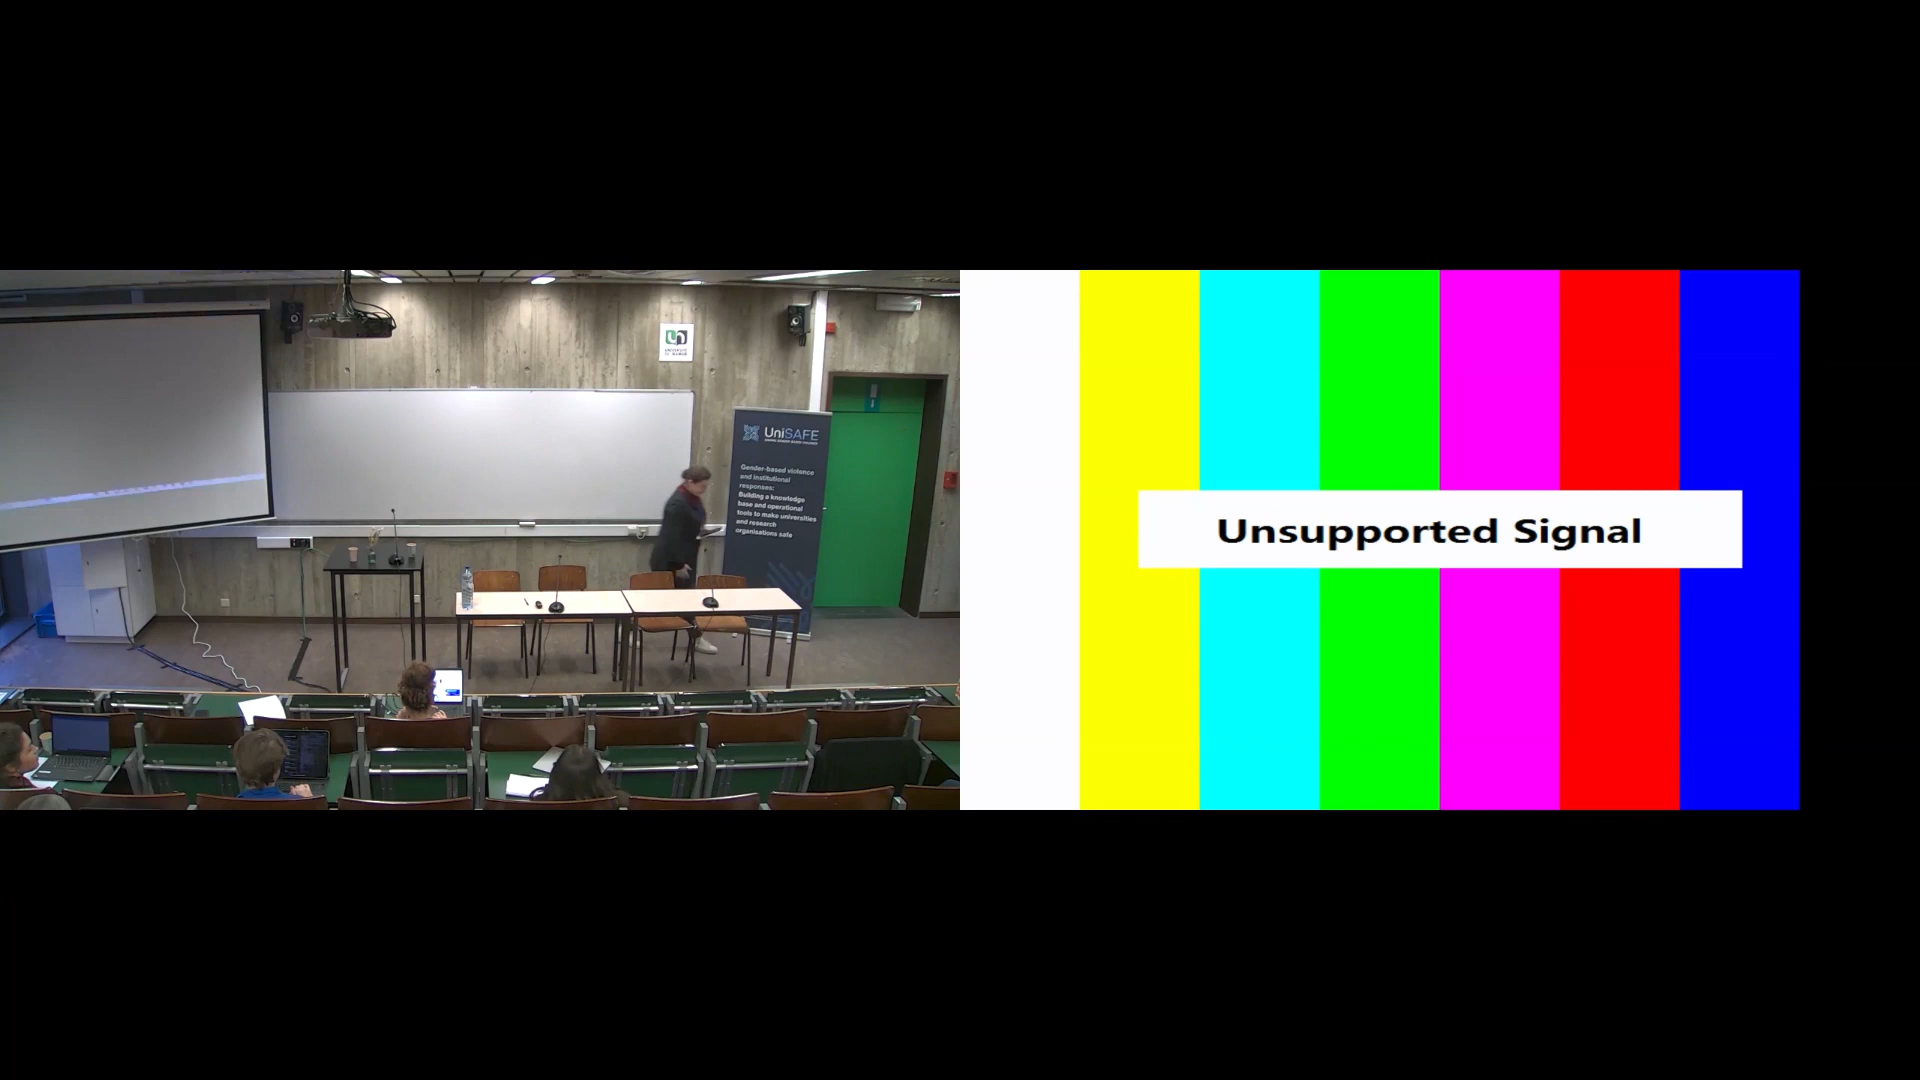 UniSAFE
Gender-based violence
and institutional
responses:
Building a knowledge
base and operational
tools to make universities
and research
organisations safe
Unsupported Signal